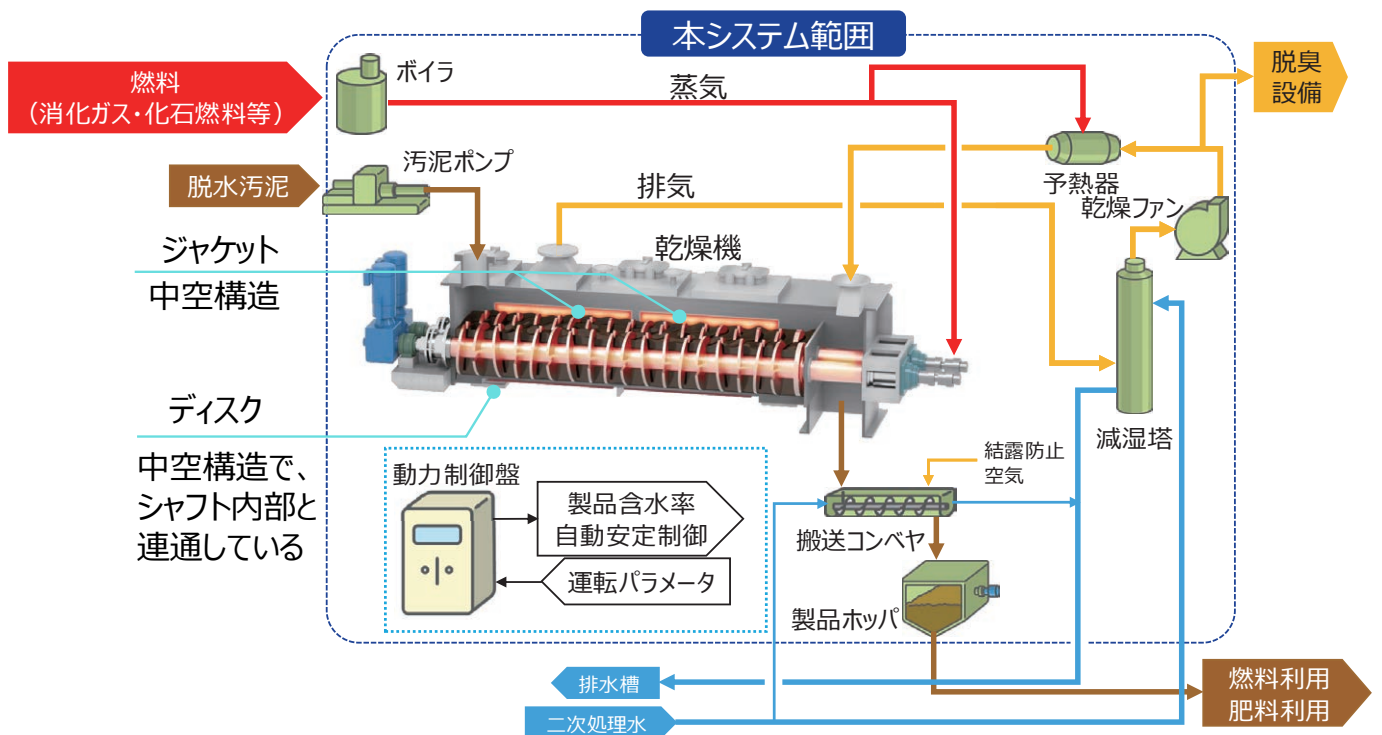 本システム範囲
燃料
（消化ガス・化石燃料等）
ボイラ
蒸気
脱臭
設備
脱水汚泥
汚泥ポンプ
予熱器
排気
乾燥ファン
ジャケット
中空構造
乾燥機
ディスク
中空構造で、
シャフト内部と
連通している
減湿塔
動力制御盤
製品含水率
自動安定制御
運転パラメータ
結露防止
空気
搬送コンベヤ
製品ホッパ
排水槽
二次処理水
燃料利用
肥料利用